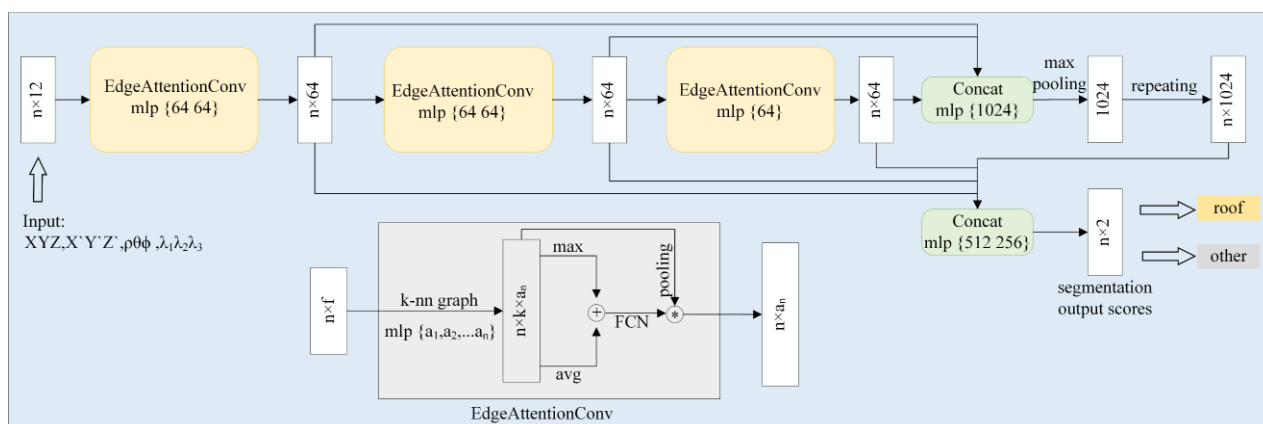 n×12
EdgeAttentionConv
mlp {64 64}
n×64
EdgeAttentionConv
mlp {64 64}
n×64
EdgeAttentionConv
mlp {64}
n×64
Concat
mlp {1024}
max
pooling
1024
repeating
n×1024
Input:
XYZ,X`Y`Z`,ρθϕ ,λ₁λ₂λ₃
Concat
mlp {512 256}
n×2
segmentation
output scores
roof
other
n×f
k-nn graph
mlp {a₁,a₂,...aₙ}
n×k×aₙ
max
avg
+
FCN
pooling
*
n×aₙ
EdgeAttentionConv